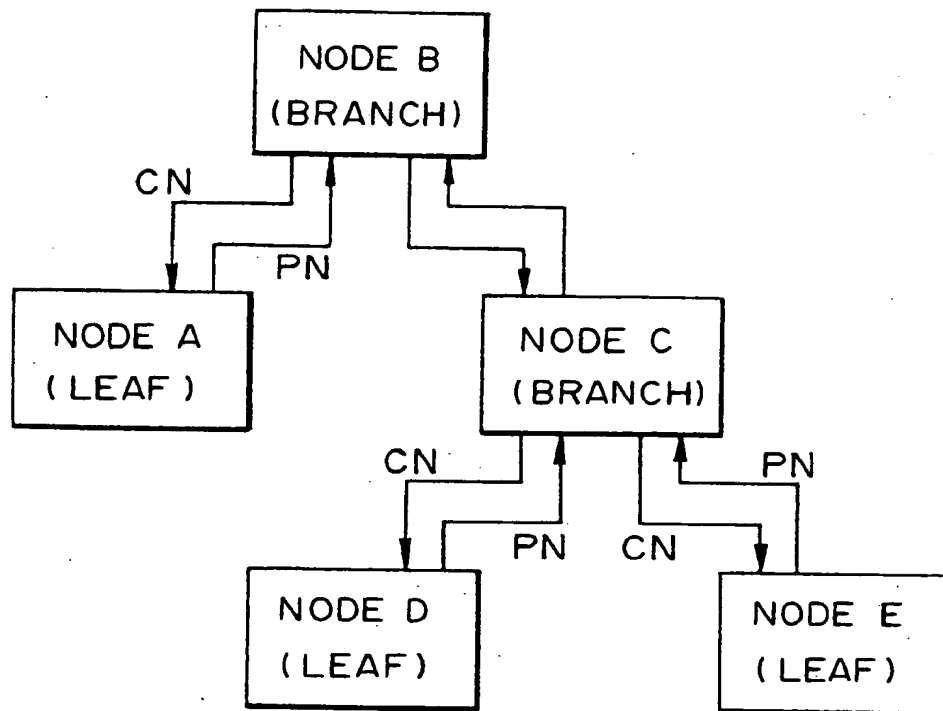 NODE B
(BRANCH)
CN
PN
NODE A
(LEAF)
NODE C
(BRANCH)
CN
PN
PN
CN
NODE D
(LEAF)
NODE E
(LEAF)